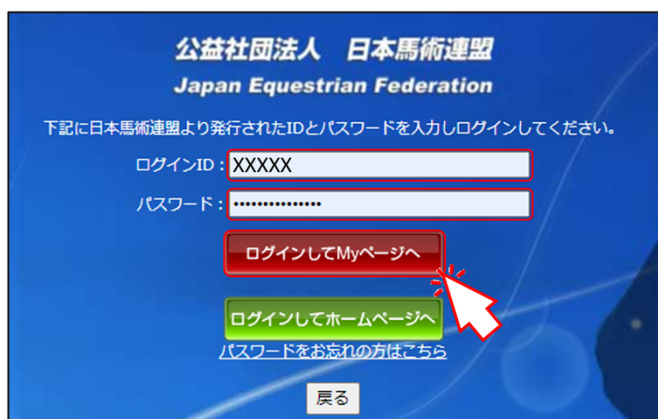 公益社団法人　日本馬術連盟
Japan Equestrian Federation
下記に日本馬術連盟より発行されたIDとパスワードを入力しログインしてください。
ログインID：XXXXX
パスワード：•••••••••••••••
ログインしてMyページへ
ログインしてホームページへ
パスワードをお忘れの方はこちら
戻る